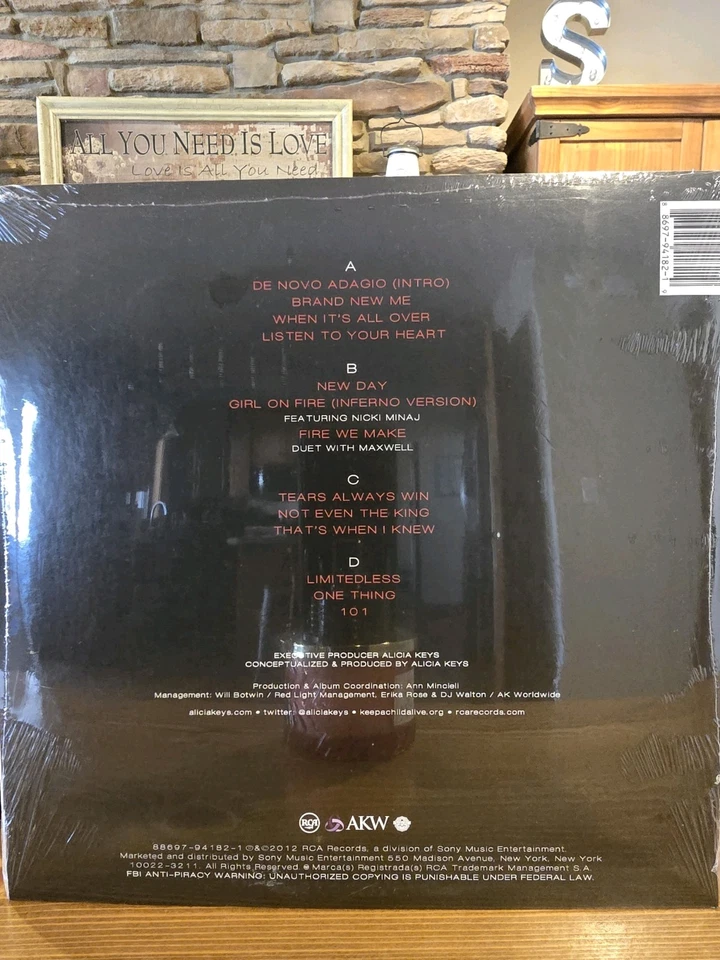 S
ALL YOU NEED IS LOVE
Love Is All You Need
8 8697-94182-1 9
A
DE NOVO ADAGIO (INTRO)
BRAND NEW ME
WHEN IT'S ALL OVER
LISTEN TO YOUR HEART
B
NEW DAY
GIRL ON FIRE (INFERNO VERSION)
FEATURING NICKI MINAJ
FIRE WE MAKE
DUET WITH MAXWELL
C
TEARS ALWAYS WIN
NOT EVEN THE KING
THAT'S WHEN I KNEW
D
LIMITEDLESS
ONE THING
101
EXECUTIVE PRODUCER ALICIA KEYS
CONCEPTUALIZED & PRODUCED BY ALICIA KEYS
Production & Album Coordination: Ann Mincieli
Management: Will Botwin / Red Light Management, Erika Rose & DJ Walton / AK Worldwide
aliciakeys.com • twitter: @aliciakeys • keepachildalive.org • rcarecords.com
RCA AKW
88697-94182-1 ℗&©2012 RCA Records, a division of Sony Music Entertainment.
Marketed and distributed by Sony Music Entertainment 550 Madison Avenue, New York, New York
10022-3211. All Rights Reserved ® Marca(s) Registrada(s) RCA Trademark Management S.A.
FBI ANTI-PIRACY WARNING: UNAUTHORIZED COPYING IS PUNISHABLE UNDER FEDERAL LAW.